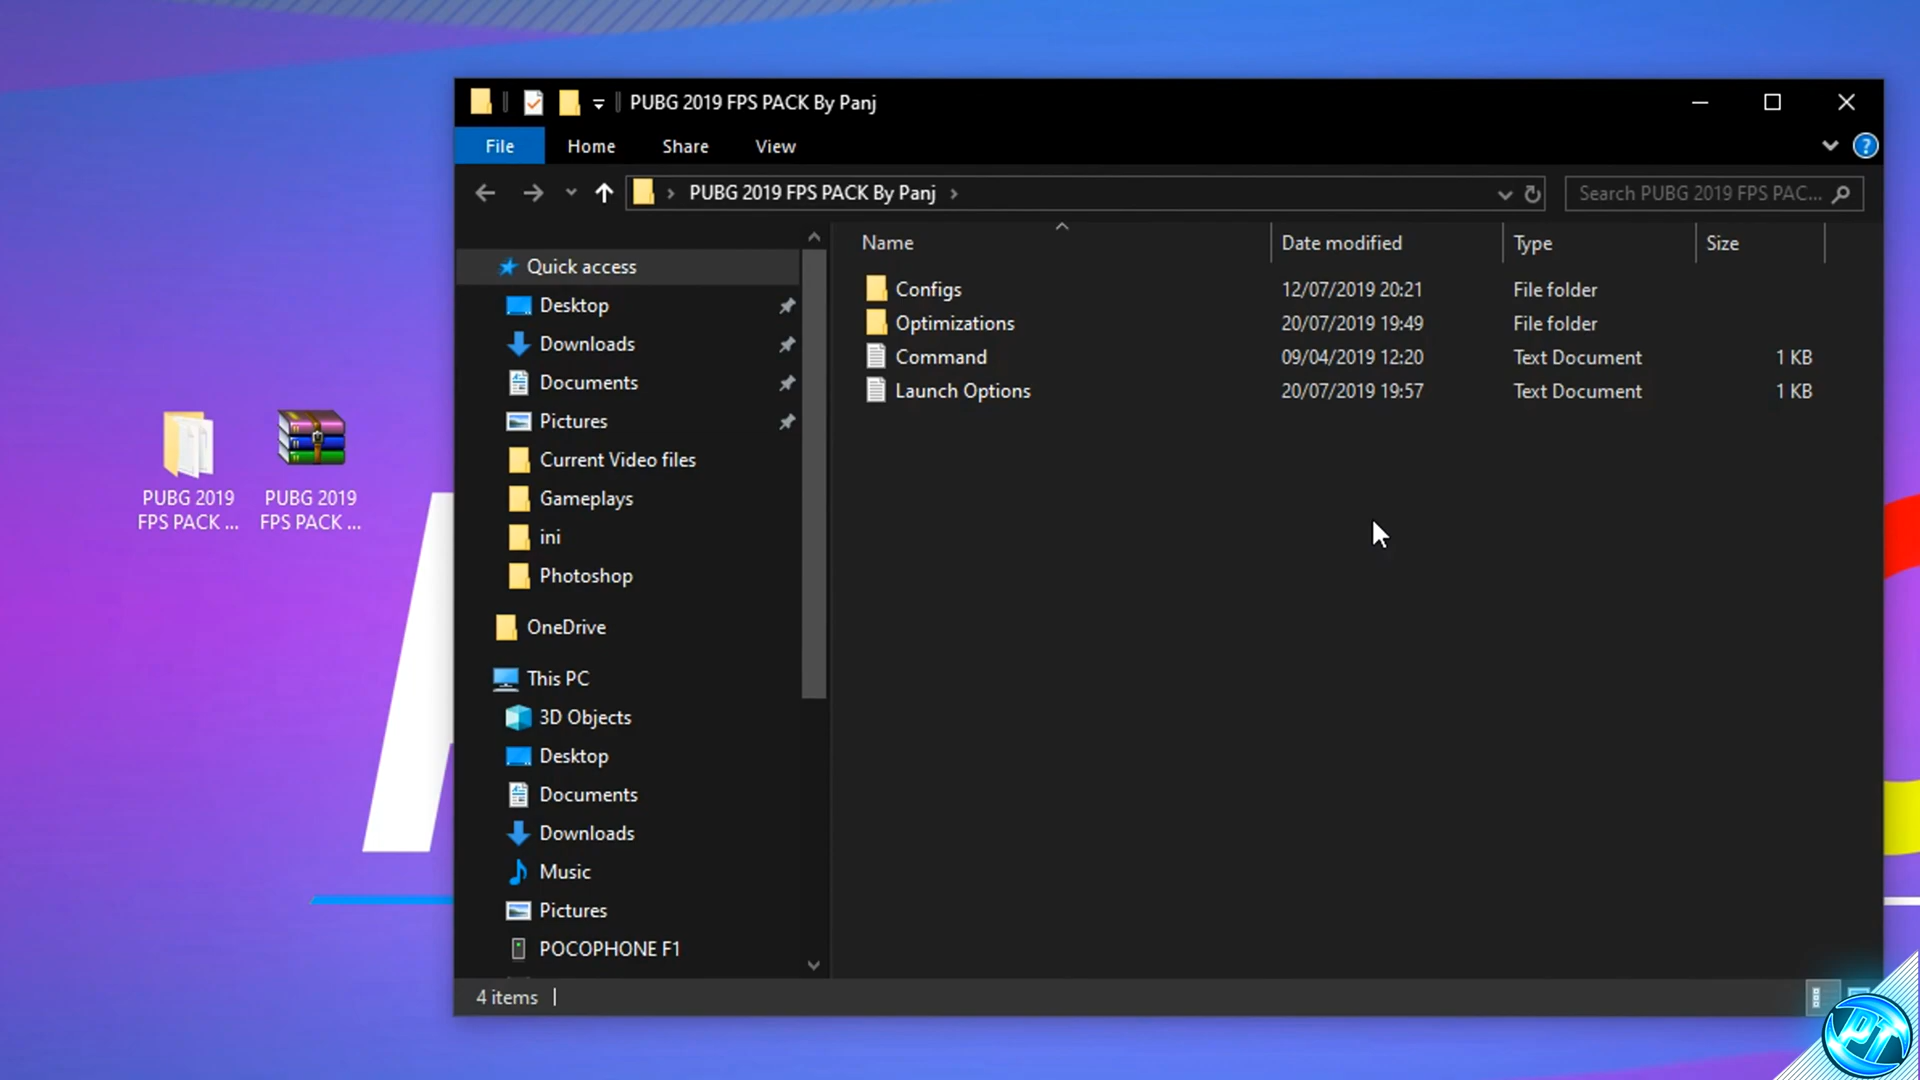 PUBG 2019 FPS PACK By Panj
File Home Share View
PUBG 2019 FPS PACK By Panj
Search PUBG 2019 FPS PAC...
Name Date modified Type Size
Configs 12/07/2019 20:21 File folder
Optimizations 20/07/2019 19:49 File folder
Command 09/04/2019 12:20 Text Document 1 KB
Launch Options 20/07/2019 19:57 Text Document 1 KB
Quick access
Desktop
Downloads
Documents
Pictures
Current Video files
Gameplays
ini
Photoshop
OneDrive
This PC
3D Objects
Desktop
Documents
Downloads
Music
Pictures
POCOPHONE F1
4 items
PUBG 2019
FPS PACK ...
PUBG 2019
FPS PACK ...
PT